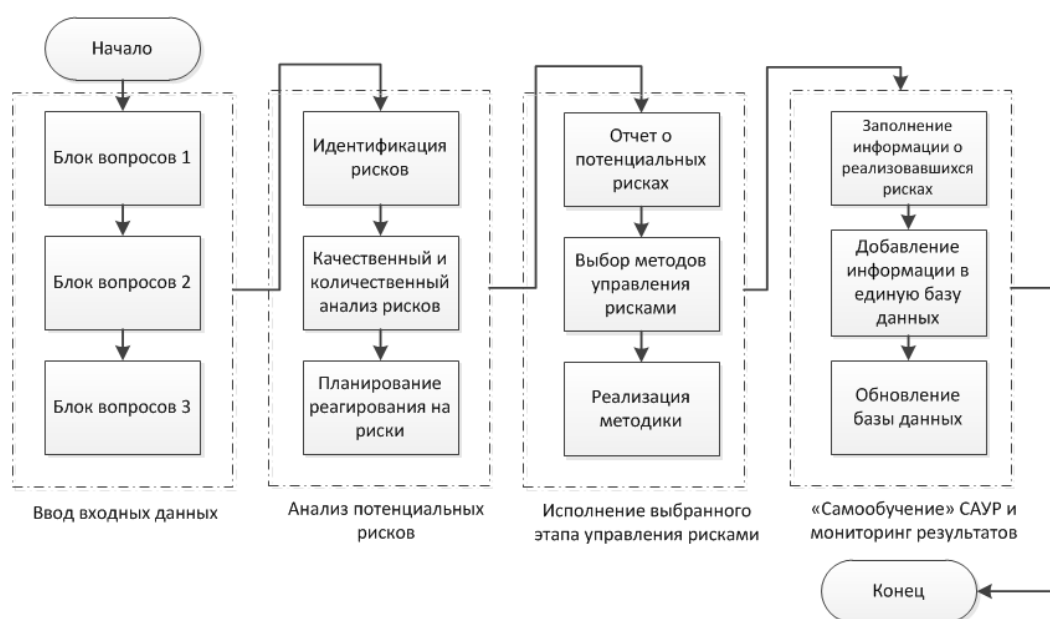 Начало
Блок вопросов 1
Блок вопросов 2
Блок вопросов 3
Ввод входных данных
Идентификация
рисков
Качественный и
количественный
анализ рисков
Планирование
реагирования на
риски
Анализ потенциальных
рисков
Отчет о
потенциальных
рисках
Выбор методов
управления
рисками
Реализация
методики
Исполнение выбранного
этапа управления рисками
Заполнение
информации о
реализовавшихся
рисках
Добавление
информации в
единую базу
данных
Обновление
базы данных
«Самообучение» САУР и
мониторинг результатов
Конец